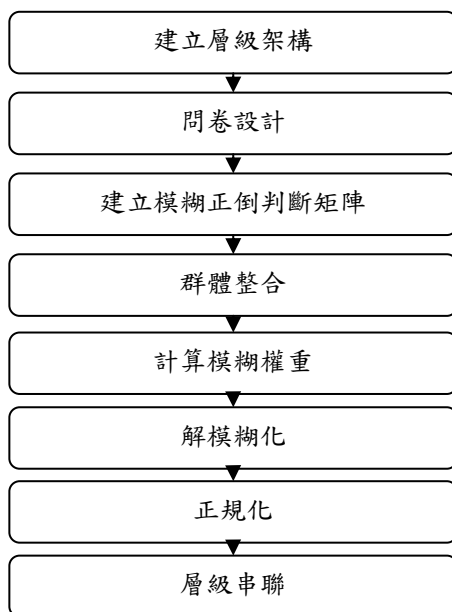 建立層級架構
問卷設計
建立模糊正倒判斷矩陣
群體整合
計算模糊權重
解模糊化
正規化
層級串聯